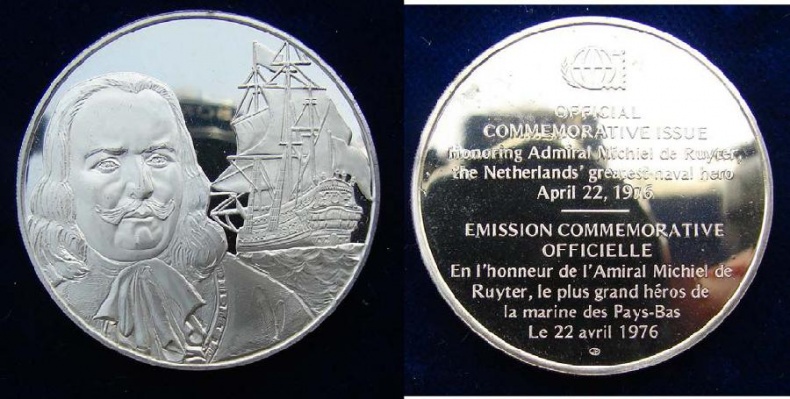 OFFICIAL
COMMEMORATIVE ISSUE
Honoring Admiral Michiel de Ruyter,
the Netherlands' greatest naval hero
April 22, 1976
EMISSION COMMEMORATIVE
OFFICIELLE
En l'honneur de l'Amiral Michiel de
Ruyter, le plus grand héros de
la marine des Pays-Bas
Le 22 avril 1976